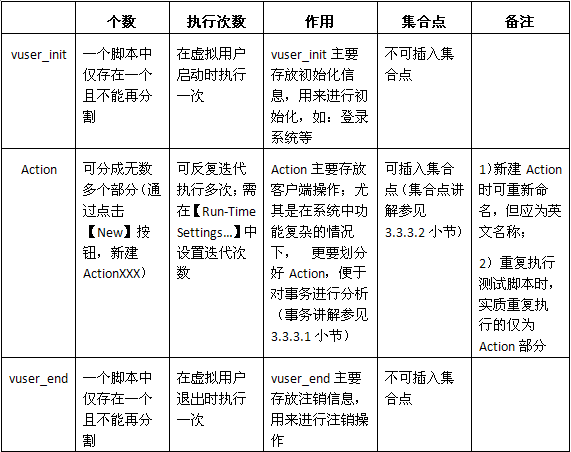 个数 执行次数 作用 集合点 备注
vuser_init
一个脚本中
仅存在一个
且不能再分
割
在虚拟用户
启动时执行
一次
vuser_init 主要
存放初始化信
息，用来进行初
始化，如：登录
系统等
不可插入集
合点
Action
可分成无数
多个部分（通
过点击
【New】按
钮，新建
ActionXXX）
可反复迭代
执行多次；需
在【Run-Time
Settings…】中
设置迭代次
数
Action 主要存放
客户端操作；尤
其是在系统中功
能复杂的情况
下， 更要划分
好 Action，便于
对事务进行分析
（事务讲解参见
3.3.3.1 小节）
可插入集合
点（集合点讲
解参见
3.3.3.2 小节）
1)新建 Action
时可重新命
名，但应为英
文名称；
2）重复执行
测试脚本时，
实质重复执
行的仅为
Action 部分
vuser_end
一个脚本中
仅存在一个
且不能再分
割
在虚拟用户
退出时执行
一次
vuser_end 主要
存放注销信息，
用来进行注销操
作
不可插入集
合点